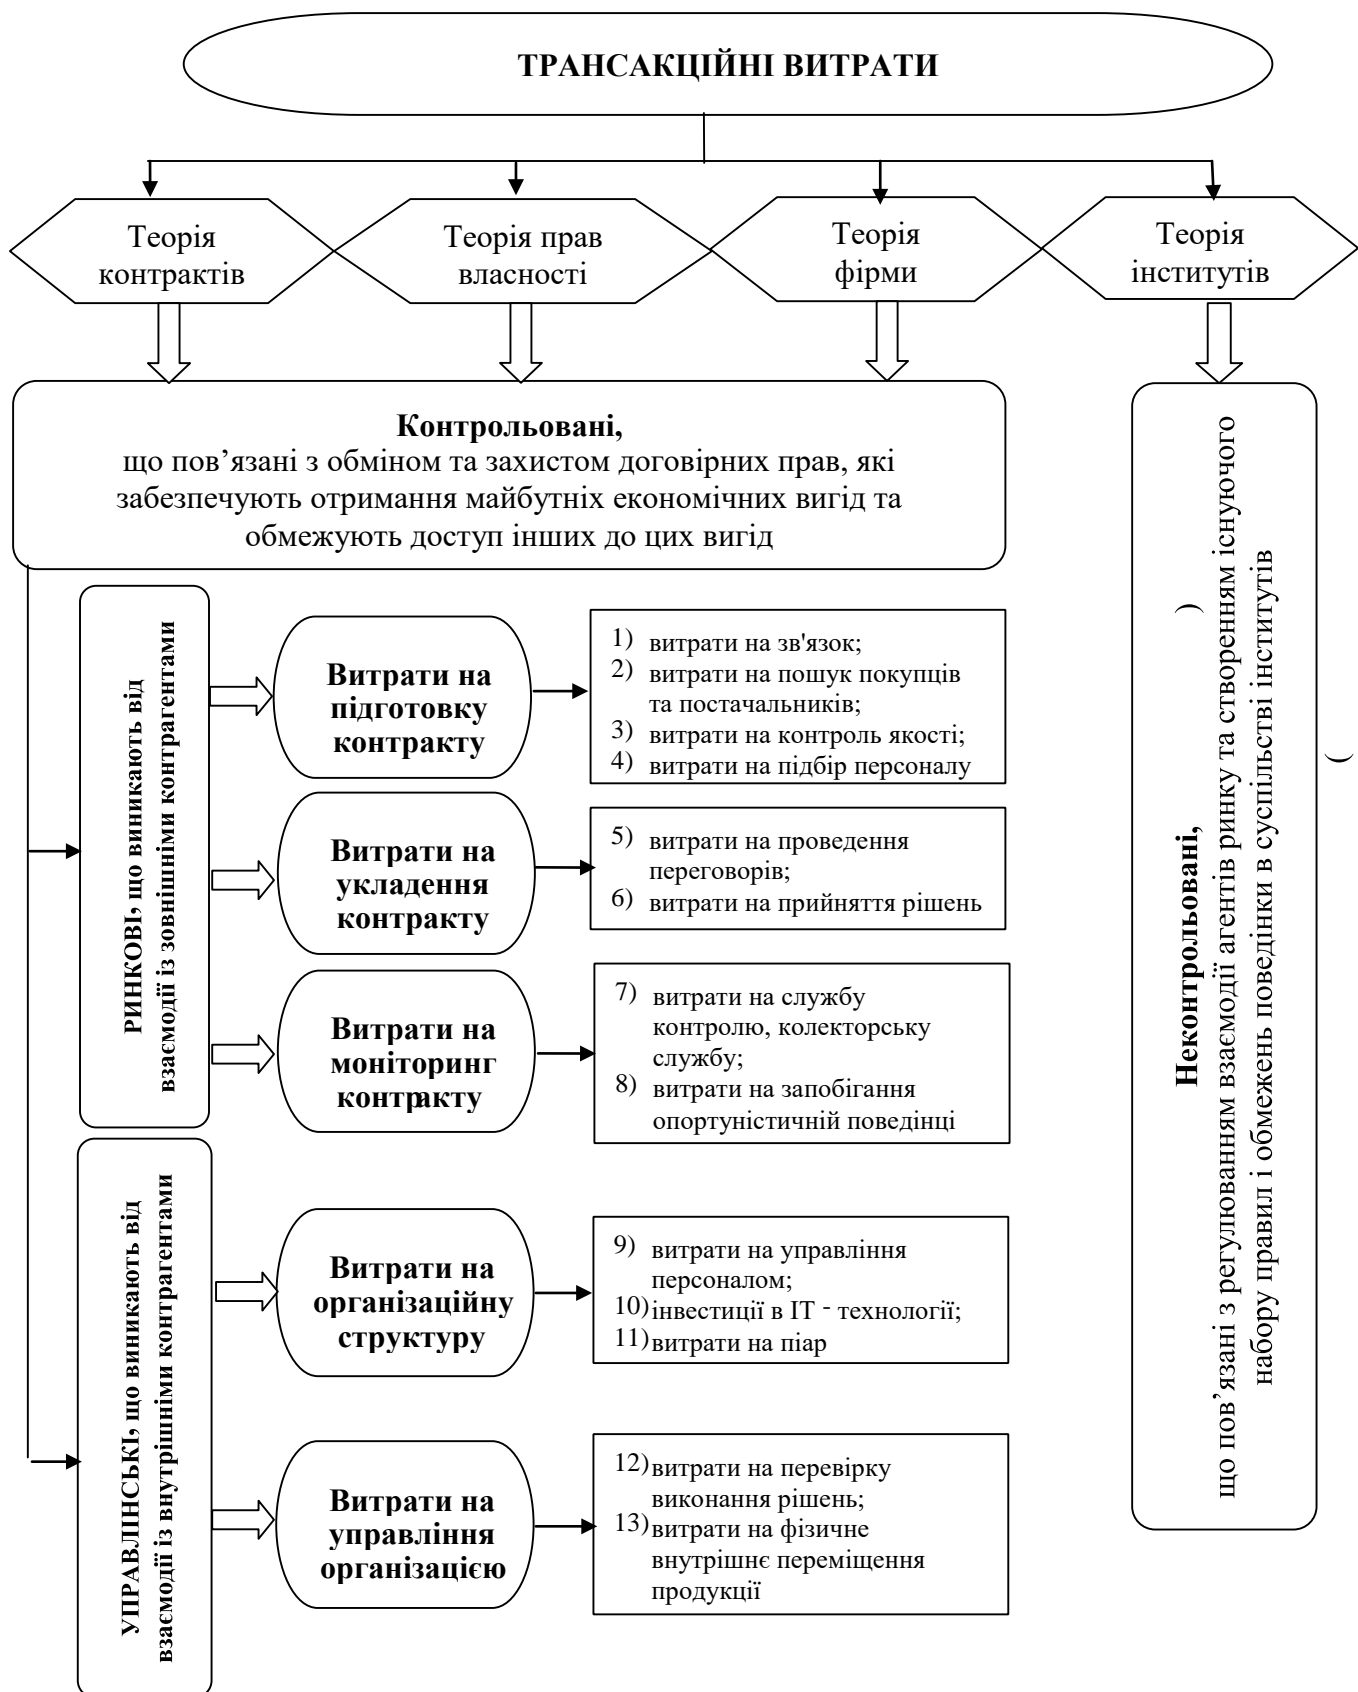 ТРАНСАКЦІЙНІ ВИТРАТИ
Теорія
контрактів
Теорія прав
власності
Теорія
фірми
Теорія
інститутів
Контрольовані,
що пов’язані з обміном та захистом договірних прав, які
забезпечують отримання майбутніх економічних вигід та
обмежують доступ інших до цих вигід
РИНКОВІ, що виникають від
взаємодії із зовнішніми контрагентами
Витрати на
підготовку
контракту
1) витрати на зв'язок;
2) витрати на пошук покупців
та постачальників;
3) витрати на контроль якості;
4) витрати на підбір персоналу
Витрати на
укладення
контракту
5) витрати на проведення
переговорів;
6) витрати на прийняття рішень
Витрати на
моніторинг
контракту
7) витрати на службу
контролю, колекторську
службу;
8) витрати на запобігання
опортуністичній поведінці
УПРАВЛІНСЬКІ, що виникають від
взаємодії із внутрішніми контрагентами
Витрати на
організаційну
структуру
9) витрати на управління
персоналом;
10) інвестиції в ІТ - технології;
11) витрати на піар
Витрати на
управління
організацією
12) витрати на перевірку
виконання рішень;
13) витрати на фізичне
внутрішнє переміщення
продукції
Неконтрольовані, )
що пов’язані з регулюванням взаємодії агентів ринку та створенням існуючого
набору правил і обмежень поведінки в суспільстві інститутів
(